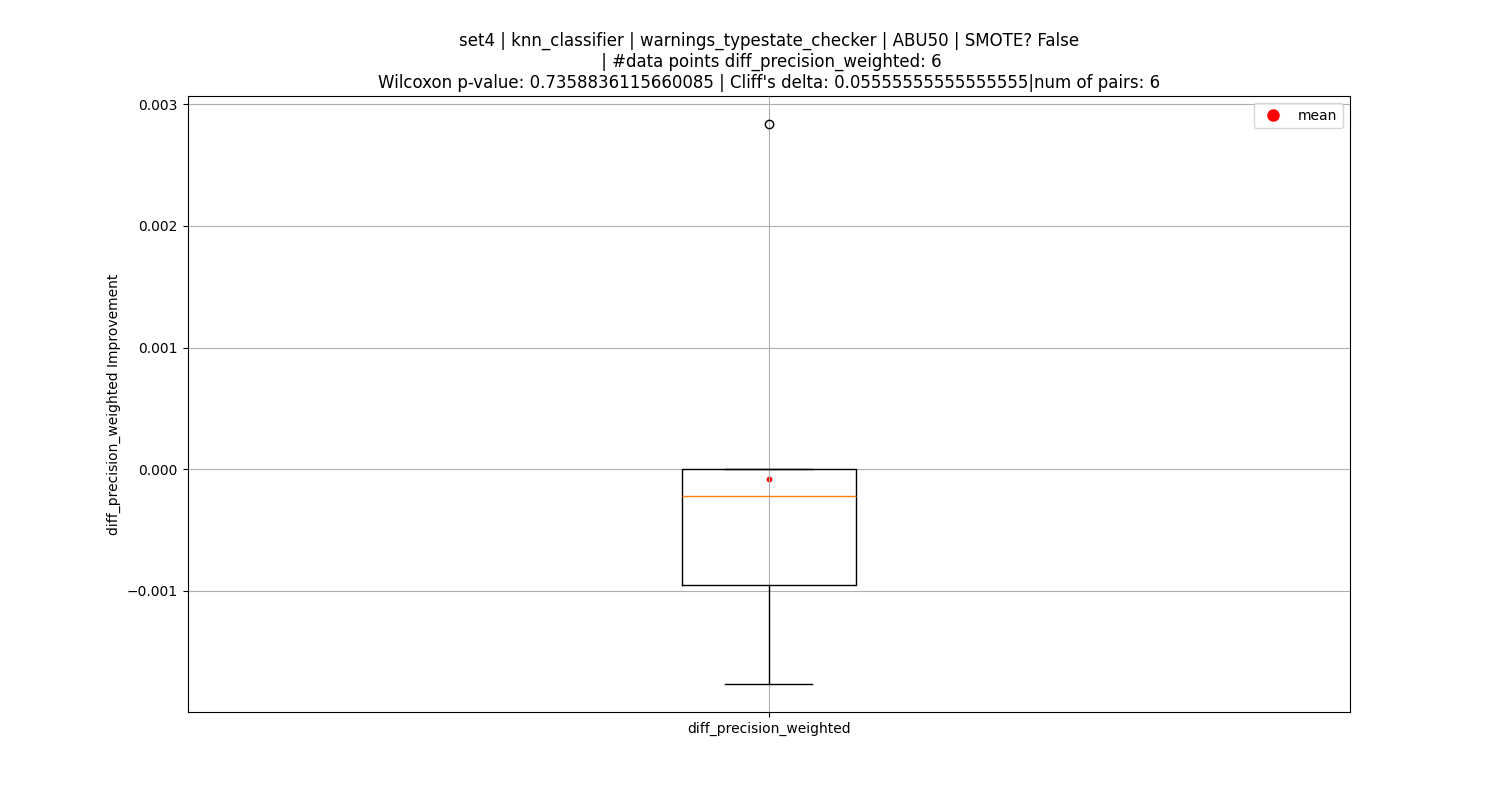 set4 | knn_classifier | warnings_typestate_checker | ABU50 | SMOTE? False
| #data points diff_precision_weighted: 6
Wilcoxon p-value: 0.7358836115660085 | Cliff's delta: 0.05555555555555555|num of pairs: 6
mean
0.003
0.002
0.001
0.000
−0.001
diff_precision_weighted Improvement
diff_precision_weighted